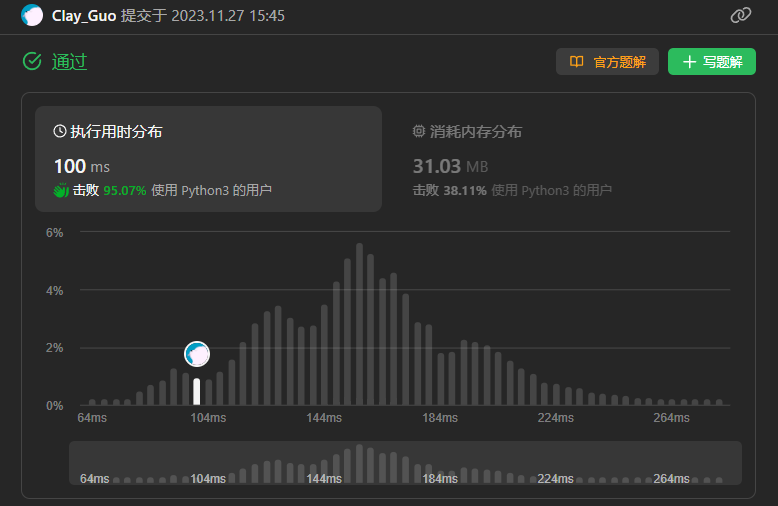 Clay_Guo 提交于 2023.11.27 15:45
通过
官方题解
写题解
执行用时分布
100 ms
击败 95.07% 使用 Python3 的用户
消耗内存分布
31.03 MB
击败 38.11% 使用 Python3 的用户
6%
4%
2%
0%
64ms 104ms 144ms 184ms 224ms 264ms
64ms 104ms 144ms 184ms 224ms 264ms